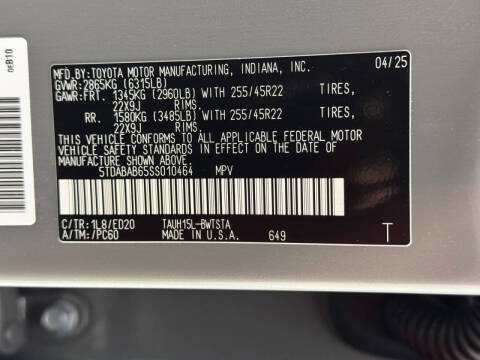 MFD.BY:TOYOTA MOTOR MANUFACTURING, INDIANA, INC. 04/25
GVWR:2865KG (6315LB)
GAWR:FRT. 1345KG (2960LB) WITH 255/45R22 TIRES,
22X9J RIMS.
RR. 1580KG (3485LB) WITH 255/45R22 TIRES,
22X9J RIMS.
THIS VEHICLE CONFORMS TO ALL APPLICABLE FEDERAL MOTOR
VEHICLE SAFETY STANDARDS IN EFFECT ON THE DATE OF
MANUFACTURE SHOWN ABOVE.
5TDABAB65SS010464 MPV
C/TR:1L8/ED20 TAUH15L-BWTSTA
A/TM:/PC60 MADE IN U.S.A. 649 T